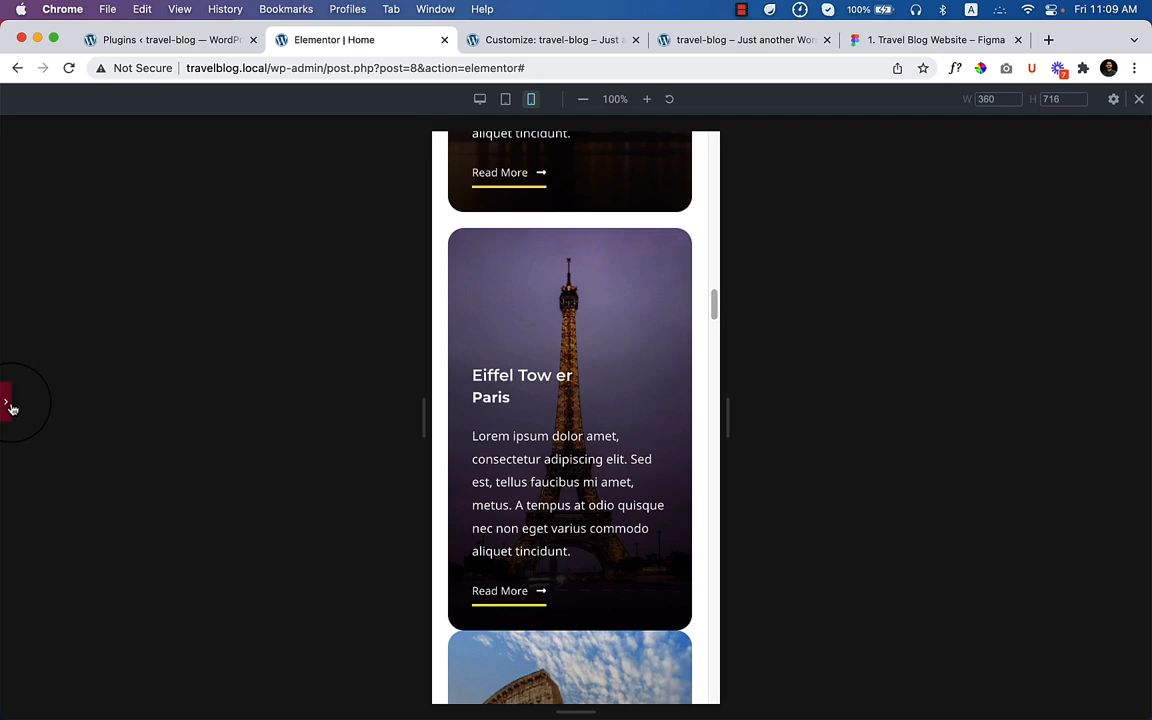 Chrome File Edit View History Bookmarks Profiles Tab Window Help 100% A Fri 11:09 AM
Plugins ‹ travel-blog — WordPr Elementor | Home Customize: travel-blog – Just a travel-blog – Just another Wor 1. Travel Blog Website – Figma
Not Secure travelblog.local/wp-admin/post.php?post=8&action=elementor# f? U 7
100% W 360 H 716
aliquet tincidunt.
Read More
Eiffel Tow er
Paris
Lorem ipsum dolor amet,
consectetur adipiscing elit. Sed
est, tellus faucibus mi amet,
metus. A tempus at odio quisque
nec non eget varius commodo
aliquet tincidunt.
Read More